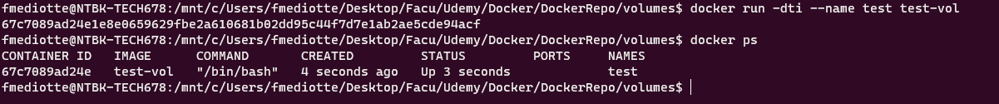 fmediotte@NTBK-TECH678:/mnt/c/Users/fmediotte/Desktop/Facu/Udemy/Docker/DockerRepo/volumes$ docker run -dti --name test test-vol
67c7089ad24e1e8e0659629fbe2a610681b02dd95c44f7d7e1ab2ae5cde94acf
fmediotte@NTBK-TECH678:/mnt/c/Users/fmediotte/Desktop/Facu/Udemy/Docker/DockerRepo/volumes$ docker ps
CONTAINER ID   IMAGE      COMMAND       CREATED         STATUS         PORTS     NAMES
67c7089ad24e   test-vol   "/bin/bash"   4 seconds ago   Up 3 seconds             test
fmediotte@NTBK-TECH678:/mnt/c/Users/fmediotte/Desktop/Facu/Udemy/Docker/DockerRepo/volumes$